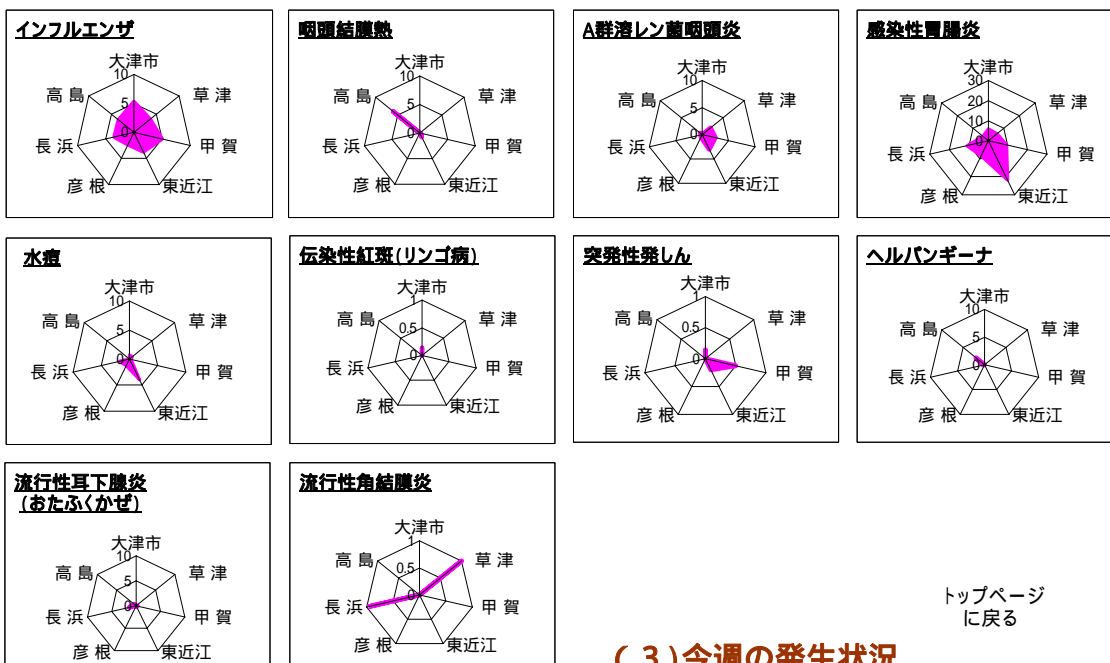 インフルエンザ
大津市
10
高 島
草 津
5
0
長 浜
甲 賀
彦 根
東近江
咽頭結膜熱
大津市
10
高 島
草 津
5
0
長 浜
甲 賀
彦 根
東近江
A群溶レン菌咽頭炎
大津市
10
高 島
草 津
5
0
長 浜
甲 賀
彦 根
東近江
感染性胃腸炎
大津市
30
高 島
20
草 津
10
0
長 浜
甲 賀
彦 根
東近江
水痘
大津市
10
高 島
草 津
5
0
長 浜
甲 賀
彦 根
東近江
伝染性紅斑(リンゴ病)
大津市
1
高 島
草 津
0.5
0
長 浜
甲 賀
彦 根
東近江
突発性発しん
大津市
1
高 島
草 津
0.5
0
長 浜
甲 賀
彦 根
東近江
ヘルパンギーナ
大津市
10
高 島
草 津
5
0
長 浜
甲 賀
彦 根
東近江
流行性耳下腺炎
(おたふくかぜ)
大津市
10
高 島
草 津
5
0
長 浜
甲 賀
彦 根
東近江
流行性角結膜炎
大津市
1
高 島
草 津
0.5
0
長 浜
甲 賀
彦 根
東近江
トップページ
に戻る
(3)今週の発生状況